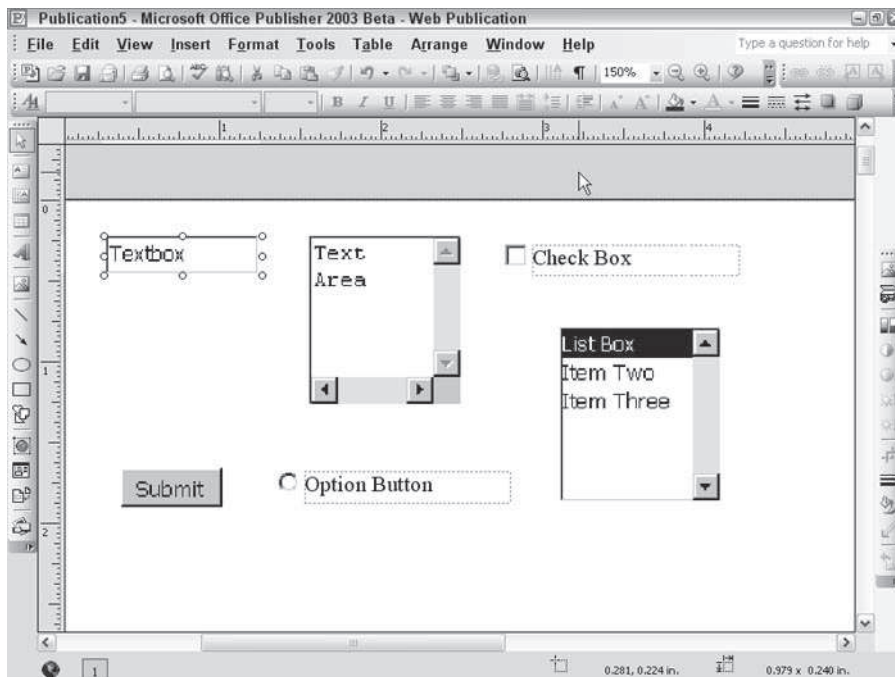 Publication5 - Microsoft Office Publisher 2003 Beta - Web Publication
File Edit View Insert Format Tools Table Arrange Window Help
Type a question for help
150%
B I U
1 2 3 4
0
Textbox
Text
Area
Check Box
1
List Box
Item Two
Item Three
Submit
Option Button
2
1
0.281, 0.224 in.
0.979 x 0.240 in.